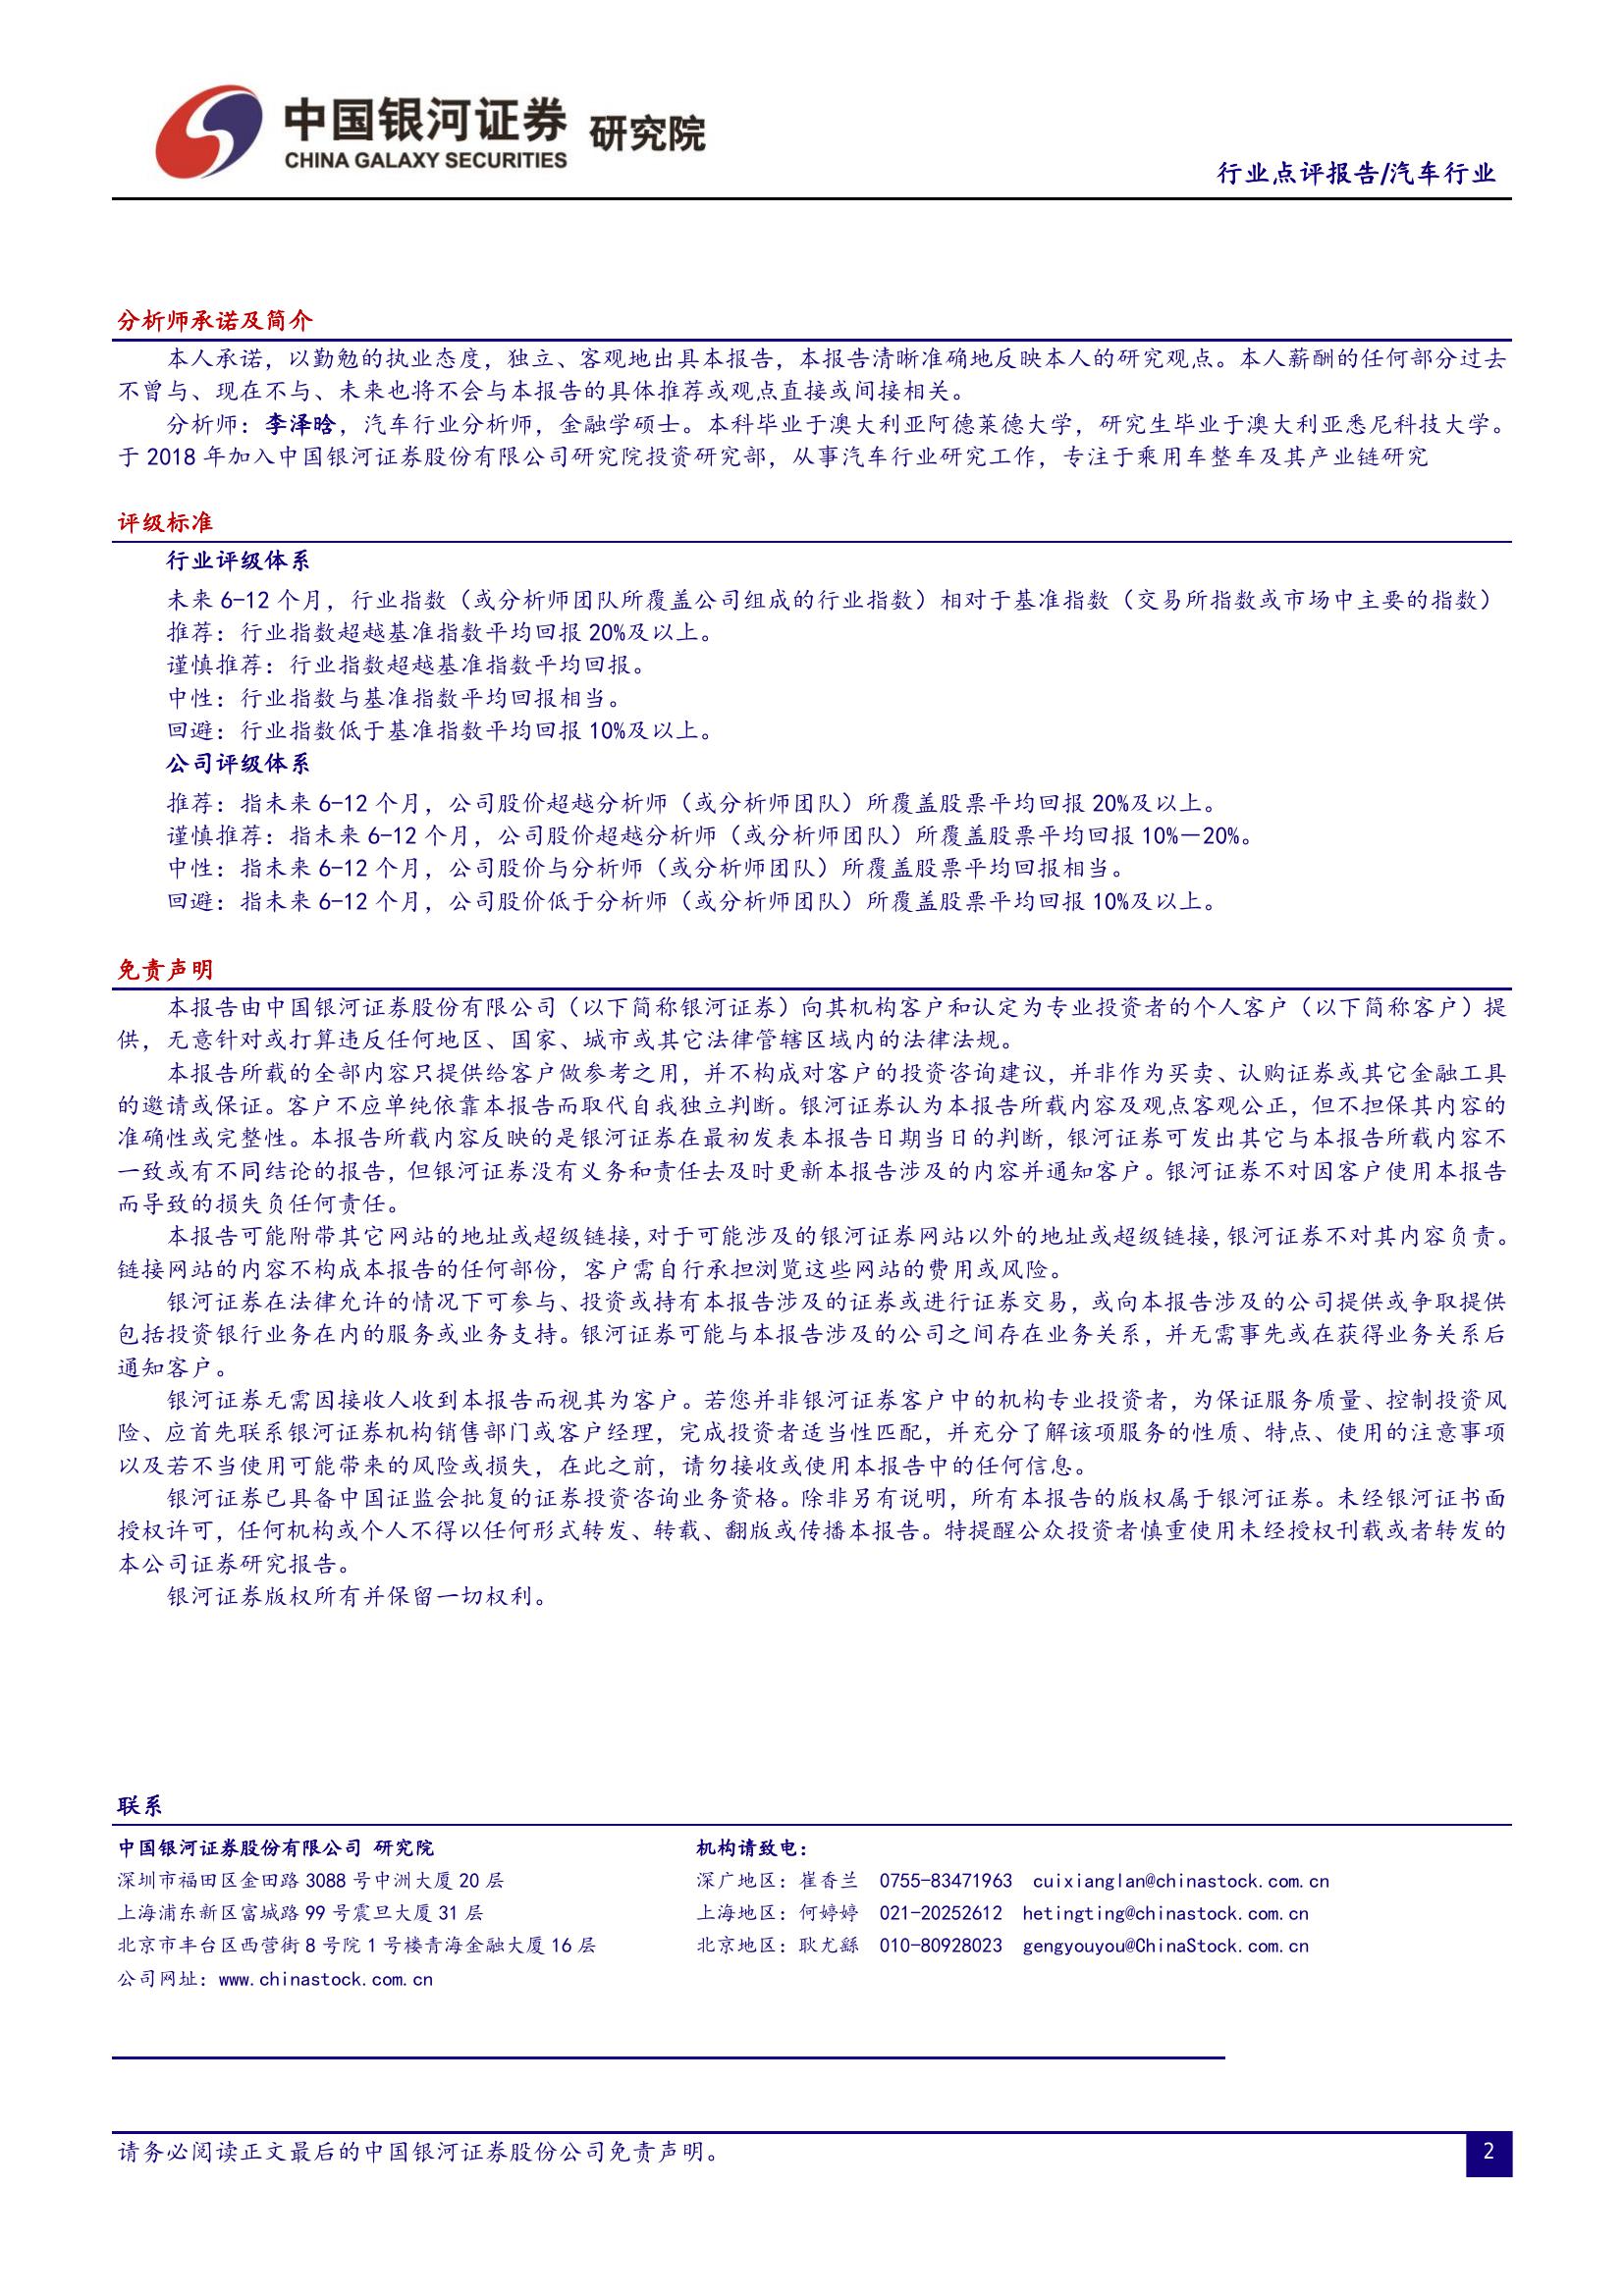 中国银河证券 研究院
CHINA GALAXY SECURITIES
行业点评报告/汽车行业
分析师承诺及简介
本人承诺，以勤勉的执业态度，独立、客观地出具本报告，本报告清晰准确地反映本人的研究观点。本人薪酬的任何部分过去
不曾与、现在不与、未来也将不会与本报告的具体推荐或观点直接或间接相关。
分析师：李泽晗，汽车行业分析师，金融学硕士。本科毕业于澳大利亚阿德莱德大学，研究生毕业于澳大利亚悉尼科技大学。
于 2018 年加入中国银河证券股份有限公司研究院投资研究部，从事汽车行业研究工作，专注于乘用车整车及其产业链研究
评级标准
行业评级体系
未来 6-12 个月，行业指数（或分析师团队所覆盖公司组成的行业指数）相对于基准指数（交易所指数或市场中主要的指数）
推荐：行业指数超越基准指数平均回报 20%及以上。
谨慎推荐：行业指数超越基准指数平均回报。
中性：行业指数与基准指数平均回报相当。
回避：行业指数低于基准指数平均回报 10%及以上。
公司评级体系
推荐：指未来 6-12 个月，公司股价超越分析师（或分析师团队）所覆盖股票平均回报 20%及以上。
谨慎推荐：指未来 6-12 个月，公司股价超越分析师（或分析师团队）所覆盖股票平均回报 10%－20%。
中性：指未来 6-12 个月，公司股价与分析师（或分析师团队）所覆盖股票平均回报相当。
回避：指未来 6-12 个月，公司股价低于分析师（或分析师团队）所覆盖股票平均回报 10%及以上。
免责声明
本报告由中国银河证券股份有限公司（以下简称银河证券）向其机构客户和认定为专业投资者的个人客户（以下简称客户）提
供，无意针对或打算违反任何地区、国家、城市或其它法律管辖区域内的法律法规。
本报告所载的全部内容只提供给客户做参考之用，并不构成对客户的投资咨询建议，并非作为买卖、认购证券或其它金融工具
的邀请或保证。客户不应单纯依靠本报告而取代自我独立判断。银河证券认为本报告所载内容及观点客观公正，但不担保其内容的
准确性或完整性。本报告所载内容反映的是银河证券在最初发表本报告日期当日的判断，银河证券可发出其它与本报告所载内容不
一致或有不同结论的报告，但银河证券没有义务和责任去及时更新本报告涉及的内容并通知客户。银河证券不对因客户使用本报告
而导致的损失负任何责任。
本报告可能附带其它网站的地址或超级链接，对于可能涉及的银河证券网站以外的地址或超级链接，银河证券不对其内容负责。
链接网站的内容不构成本报告的任何部份，客户需自行承担浏览这些网站的费用或风险。
银河证券在法律允许的情况下可参与、投资或持有本报告涉及的证券或进行证券交易，或向本报告涉及的公司提供或争取提供
包括投资银行业务在内的服务或业务支持。银河证券可能与本报告涉及的公司之间存在业务关系，并无需事先或在获得业务关系后
通知客户。
银河证券无需因接收人收到本报告而视其为客户。若您并非银河证券客户中的机构专业投资者，为保证服务质量、控制投资风
险、应首先联系银河证券机构销售部门或客户经理，完成投资者适当性匹配，并充分了解该项服务的性质、特点、使用的注意事项
以及若不当使用可能带来的风险或损失，在此之前，请勿接收或使用本报告中的任何信息。
银河证券已具备中国证监会批复的证券投资咨询业务资格。除非另有说明，所有本报告的版权属于银河证券。未经银河证书面
授权许可，任何机构或个人不得以任何形式转发、转载、翻版或传播本报告。特提醒公众投资者慎重使用未经授权刊载或者转发的
本公司证券研究报告。
银河证券版权所有并保留一切权利。
联系
中国银河证券股份有限公司 研究院 机构请致电：
深圳市福田区金田路 3088 号中洲大厦 20 层 深广地区：崔香兰 0755-83471963 cuixianglan@chinastock.com.cn
上海浦东新区富城路 99 号震旦大厦 31 层 上海地区：何婷婷 021-20252612 hetingting@chinastock.com.cn
北京市丰台区西营街 8 号院 1 号楼青海金融大厦 16 层 北京地区：耿尤繇 010-80928023 gengyouyou@ChinaStock.com.cn
公司网址：www.chinastock.com.cn
请务必阅读正文最后的中国银河证券股份公司免责声明。 2